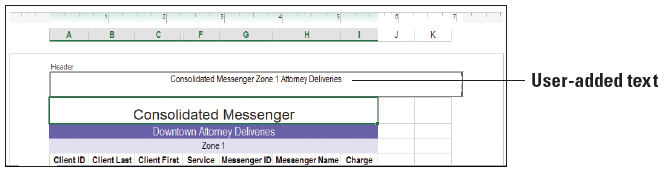 1 2 3 4 5 6 7
A B C F G H I J K
Header
Consolidated Messenger Zone 1 Attorney Deliveries
User-added text
Consolidated Messenger
Downtown Attorney Deliveries
Zone 1
Client ID Client Last Client First Service Messenger ID Messenger Name Charge